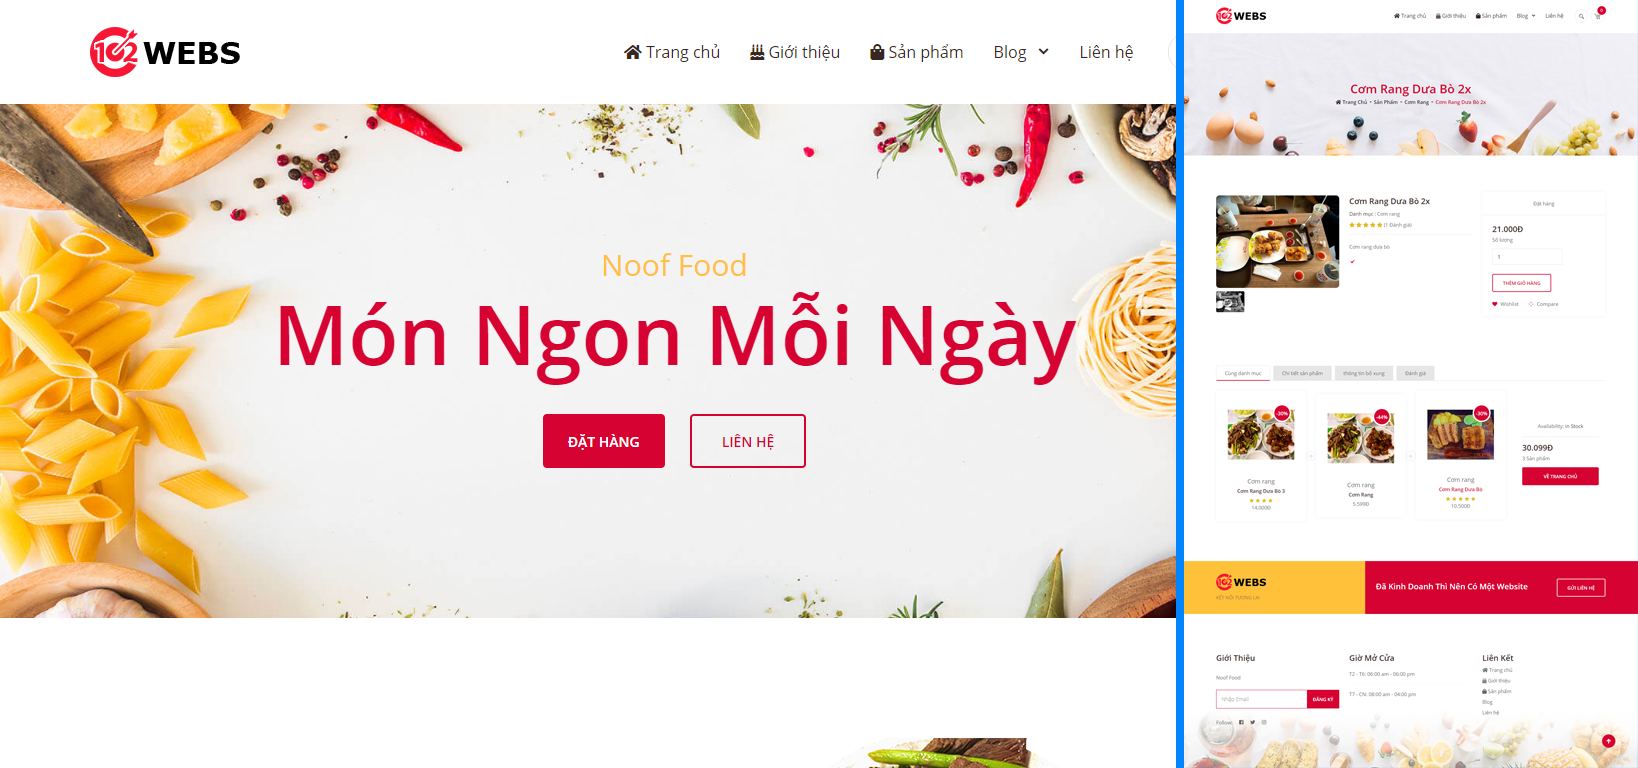 102 WEBS
Trang chủ
Giới thiệu
Sản phẩm
Blog
Liên hệ
Noof Food
Món Ngon Mỗi Ngày
ĐẶT HÀNG
LIÊN HỆ
102 WEBS
Trang chủ
Giới thiệu
Sản phẩm
Blog
Liên hệ
0
Cơm Rang Dưa Bò 2x
Trang Chủ • Sản Phẩm • Cơm Rang • Cơm Rang Dưa Bò 2x
Cơm Rang Dưa Bò 2x
Danh mục : Cơm rang
(1 Đánh giá)
Cơm rang dưa bò
Đặt hàng
21.000Đ
Số lượng
1
THÊM GIỎ HÀNG
Wishlist
Compare
Cùng danh mục
Chi tiết sản phẩm
thông tin bổ xung
Đánh giá
-30%
Cơm rang
Cơm Rang Dưa Bò 3
14.000Đ
-44%
Cơm rang
Cơm Rang
5.599Đ
-30%
Cơm rang
Cơm Rang Dưa Bò
10.500Đ
Availability: in Stock
30.099Đ
3 Sản phẩm
VỀ TRANG CHỦ
102 WEBS
KẾT NỐI TƯƠNG LAI
Đã Kinh Doanh Thì Nên Có Một Website
GỬI LIÊN HỆ
Giới Thiệu
Noof Food
Nhập Email
ĐĂNG KÝ
Follow:
Giờ Mở Cửa
T2 - T6: 06:00 am - 06:00 pm
T7 - CN: 08:00 am - 04:00 pm
Liên Kết
Trang chủ
Giới thiệu
Sản phẩm
Blog
Liên hệ